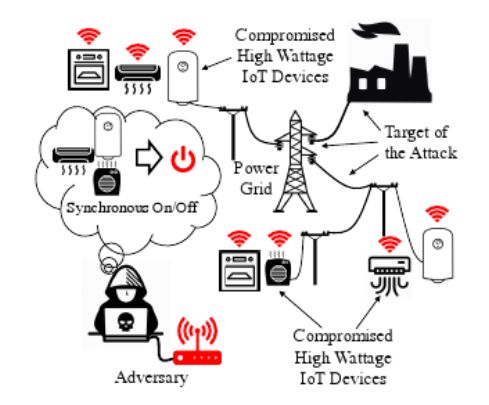 Compromised
High Wattage
IoT Devices
Target of
the Attack
Power
Grid
Synchronous On/Off
Compromised
High Wattage
IoT Devices
Adversary